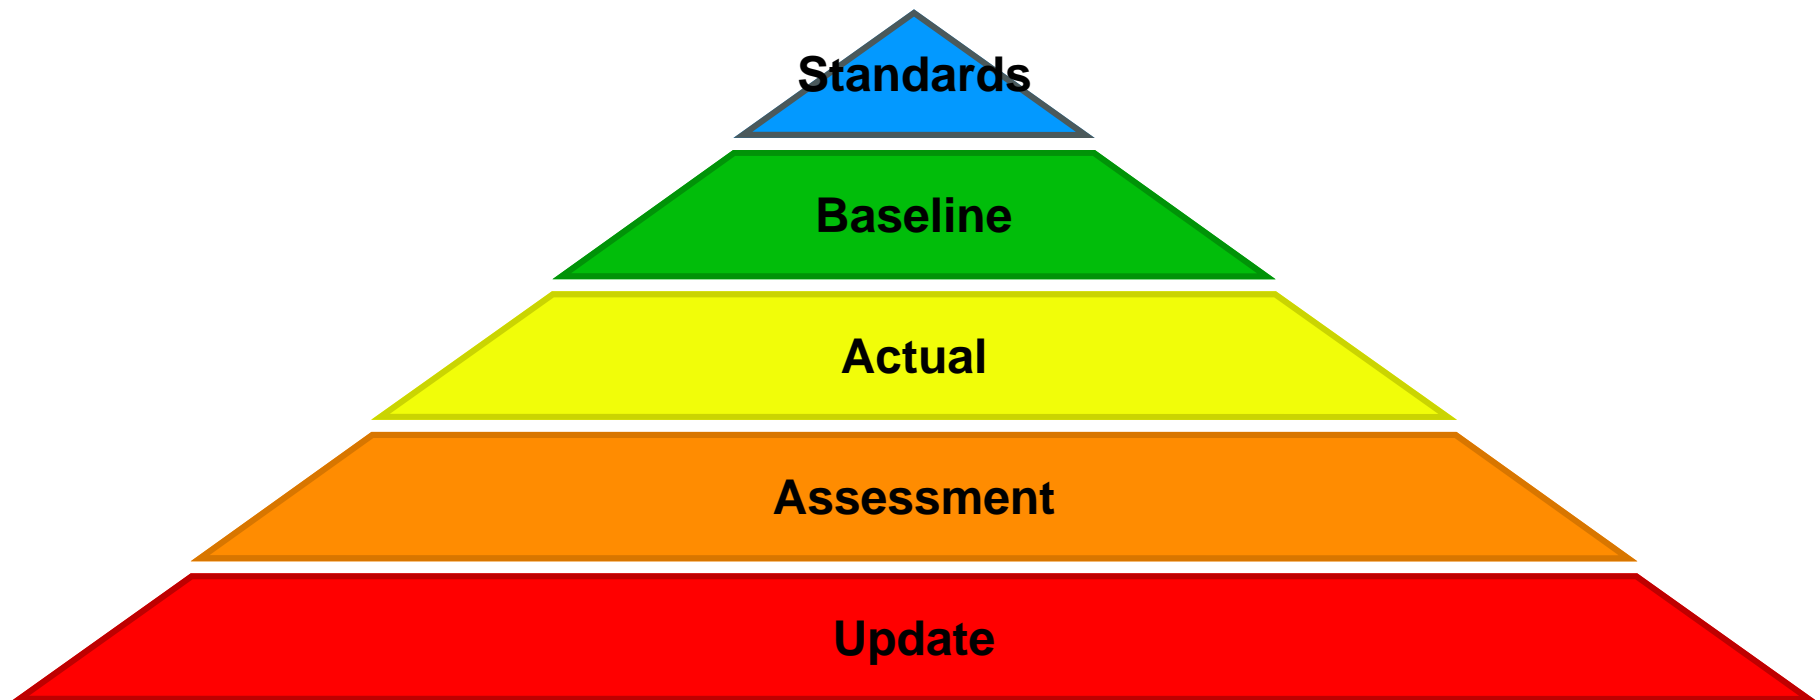 Standards
Baseline
Actual
Assessment
Update